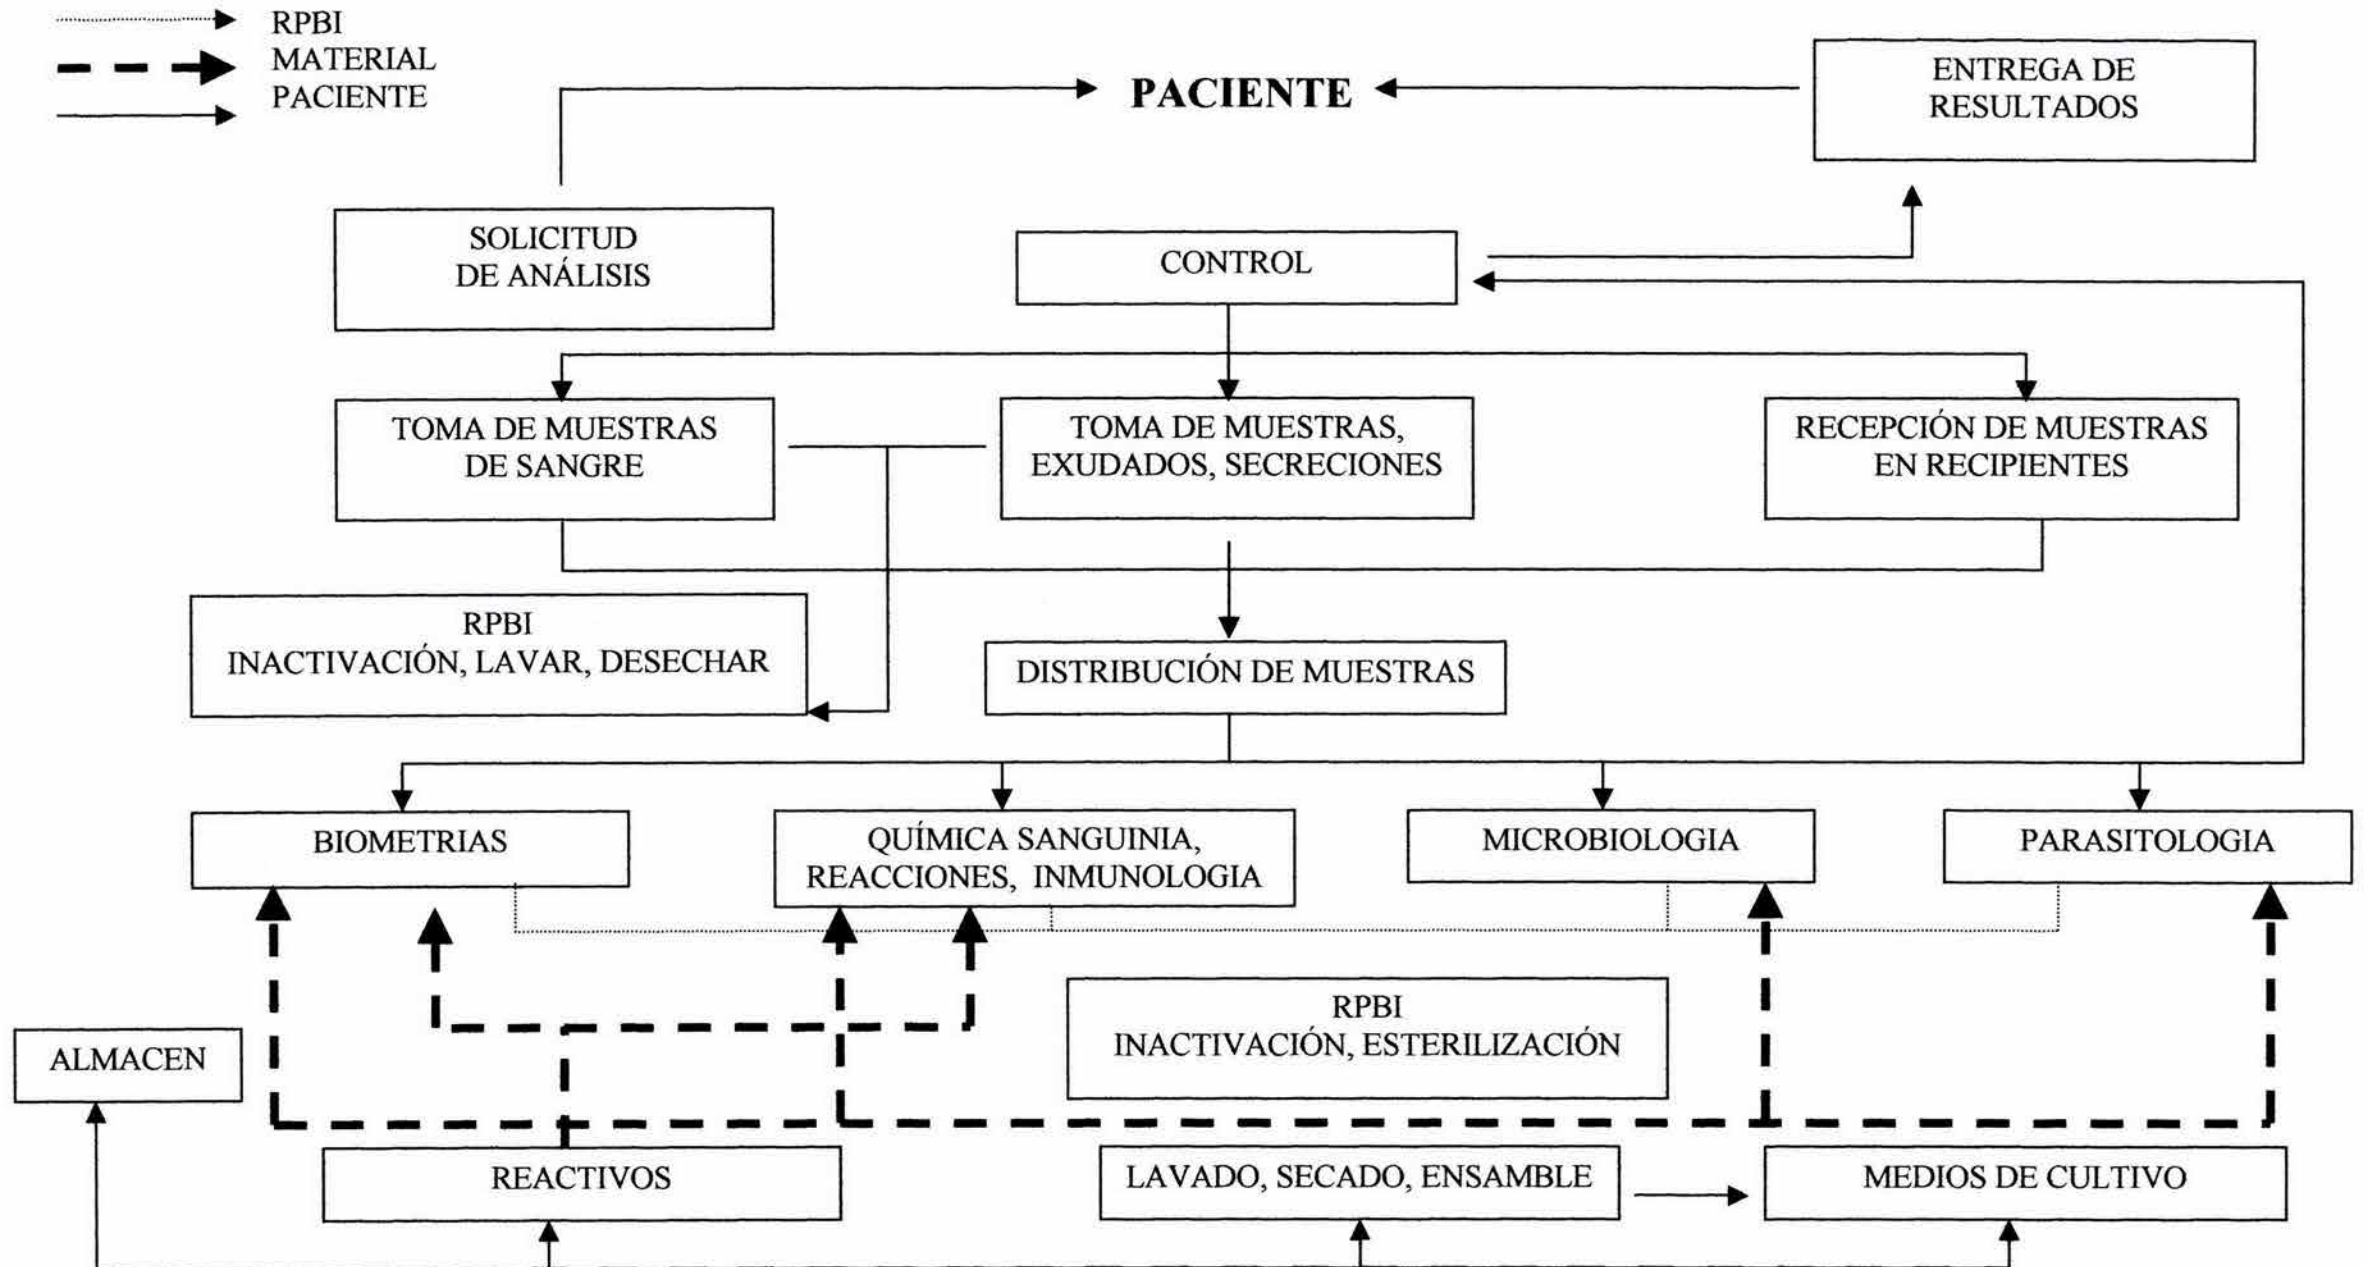 RPBI
MATERIAL
PACIENTE
PACIENTE
ENTREGA DE
RESULTADOS
SOLICITUD
DE ANÁLISIS
CONTROL
TOMA DE MUESTRAS
DE SANGRE
TOMA DE MUESTRAS,
EXUDADOS, SECRECIONES
RECEPCIÓN DE MUESTRAS
EN RECIPIENTES
RPBI
INACTIVACIÓN, LAVAR, DESECHAR
DISTRIBUCIÓN DE MUESTRAS
BIOMETRIAS
QUÍMICA SANGUINIA,
REACCIONES, INMUNOLOGIA
MICROBIOLOGIA
PARASITOLOGIA
RPBI
INACTIVACIÓN, ESTERILIZACIÓN
ALMACEN
REACTIVOS
LAVADO, SECADO, ENSAMBLE
MEDIOS DE CULTIVO